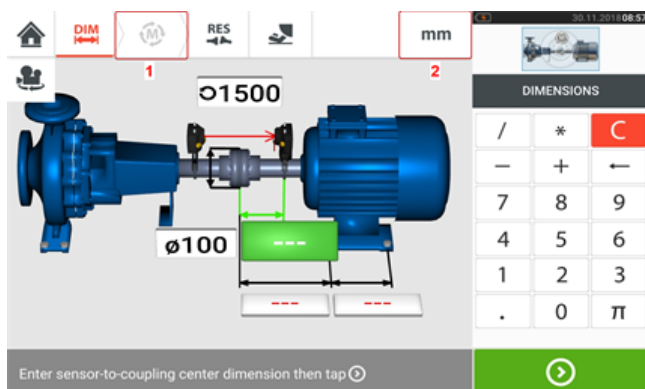 DIM
M
RES
mm
30.11.2018 08:57
1
2
DIMENSIONS
1500
/ * C
− + ←
7 8 9
4 5 6
1 2 3
. 0 π
ø100
---
--- ---
Enter sensor-to-coupling center dimension then tap